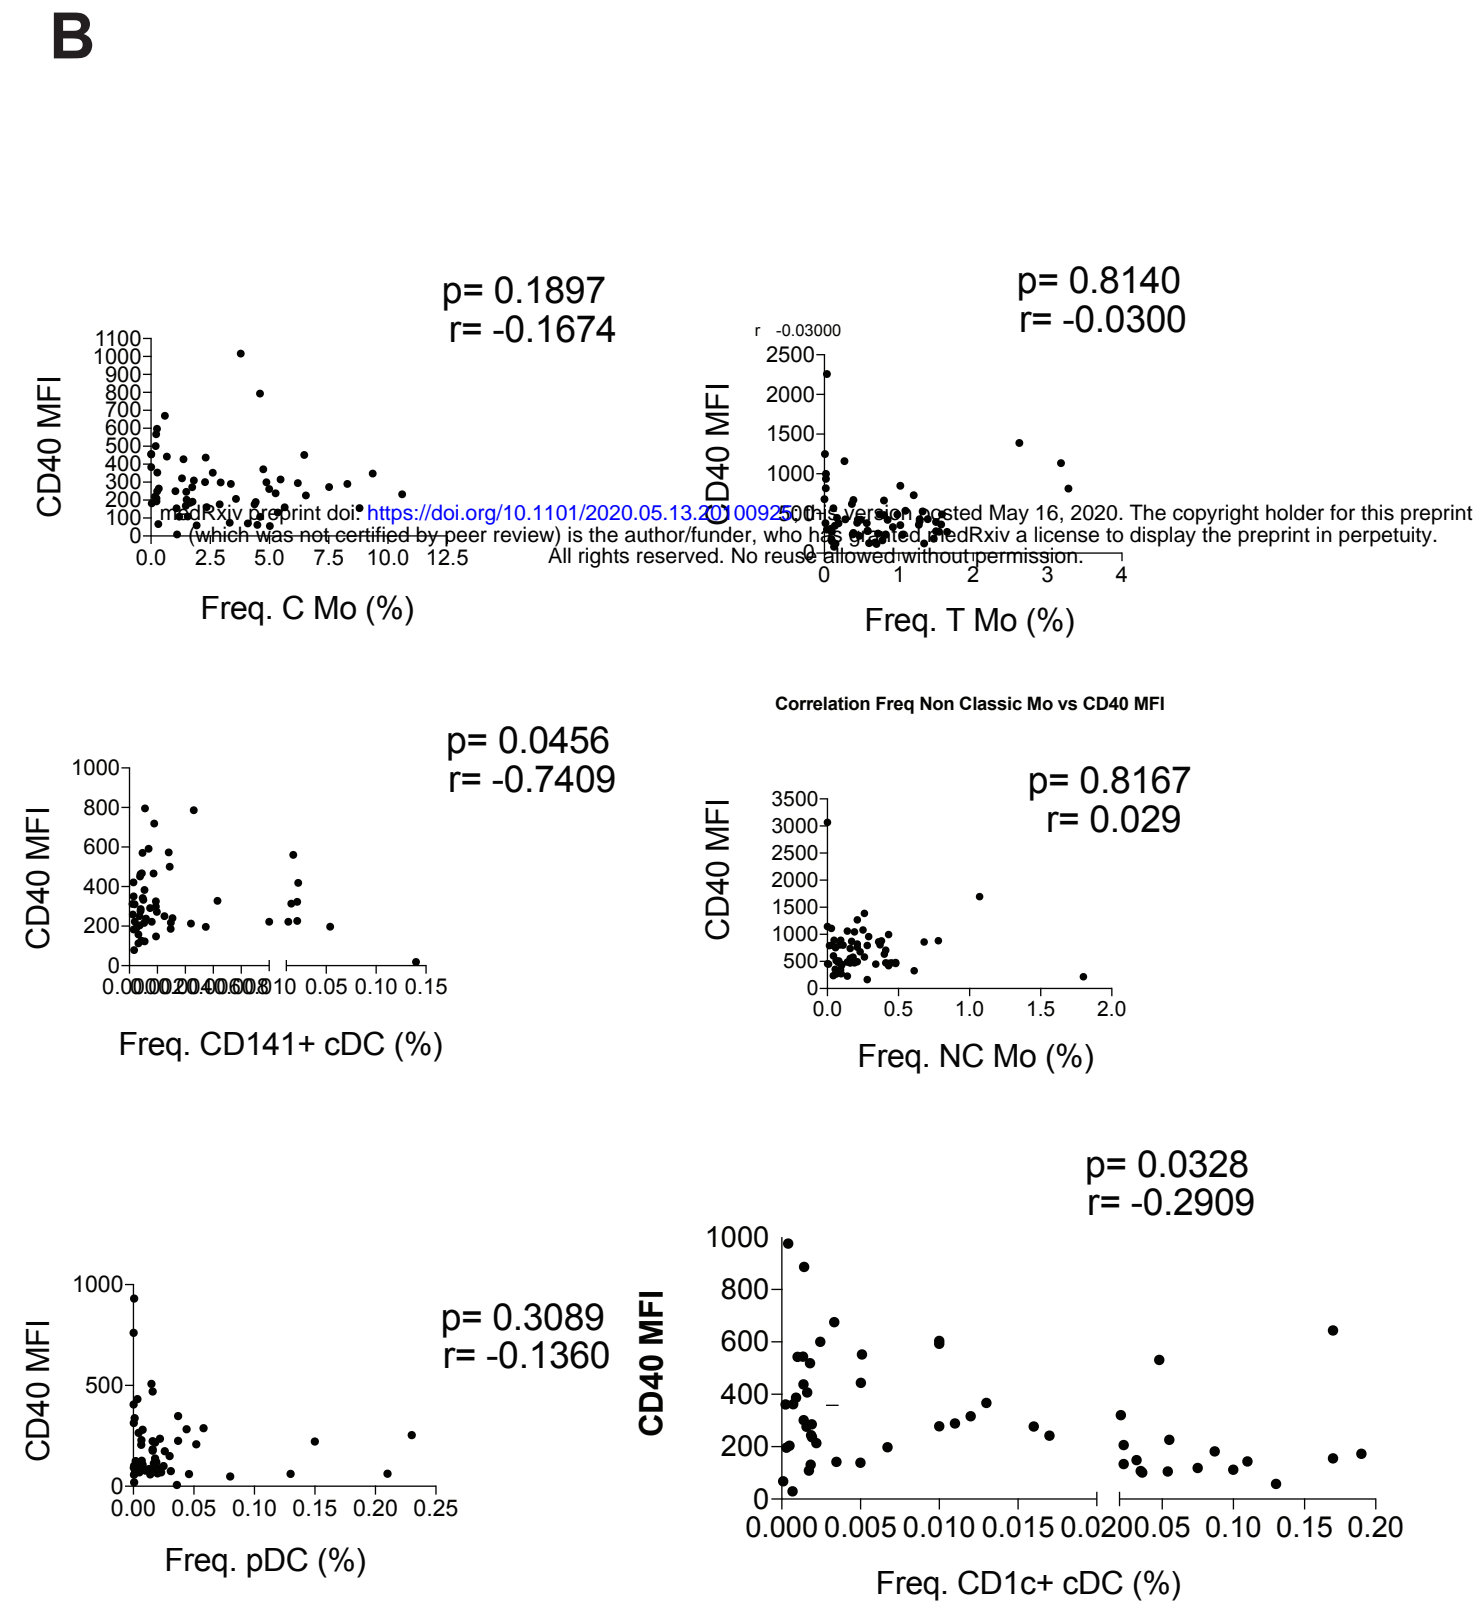 B
p= 0.1897
r= -0.1674
1100
1000
900
800
700
600
500
400
300
200
100
0
CD40 MFI
0.0 2.5 5.0 7.5 10.0 12.5
Freq. C Mo (%)
p= 0.8140
r= -0.0300
r -0.03000
2500
2000
1500
1000
500
0
CD40 MFI
0 1 2 3 4
Freq. T Mo (%)
medRxiv preprint doi: https://doi.org/10.1101/2020.05.13.20100925; this version posted May 16, 2020. The copyright holder for this preprint
(which was not certified by peer review) is the author/funder, who has granted medRxiv a license to display the preprint in perpetuity.
All rights reserved. No reuse allowed without permission.
p= 0.0456
r= -0.7409
1000
800
600
400
200
0
CD40 MFI
0.05 0.10 0.15
Freq. CD141+ cDC (%)
Correlation Freq Non Classic Mo vs CD40 MFI
p= 0.8167
r= 0.029
3500
3000
2500
2000
1500
1000
500
0
CD40 MFI
0.0 0.5 1.0 1.5 2.0
Freq. NC Mo (%)
p= 0.3089
r= -0.1360
1000
500
0
CD40 MFI
0.00 0.05 0.10 0.15 0.20 0.25
Freq. pDC (%)
p= 0.0328
r= -0.2909
1000
800
600
400
200
0
CD40 MFI
0.000 0.005 0.010 0.015 0.020 0.05 0.10 0.15 0.20
Freq. CD1c+ cDC (%)